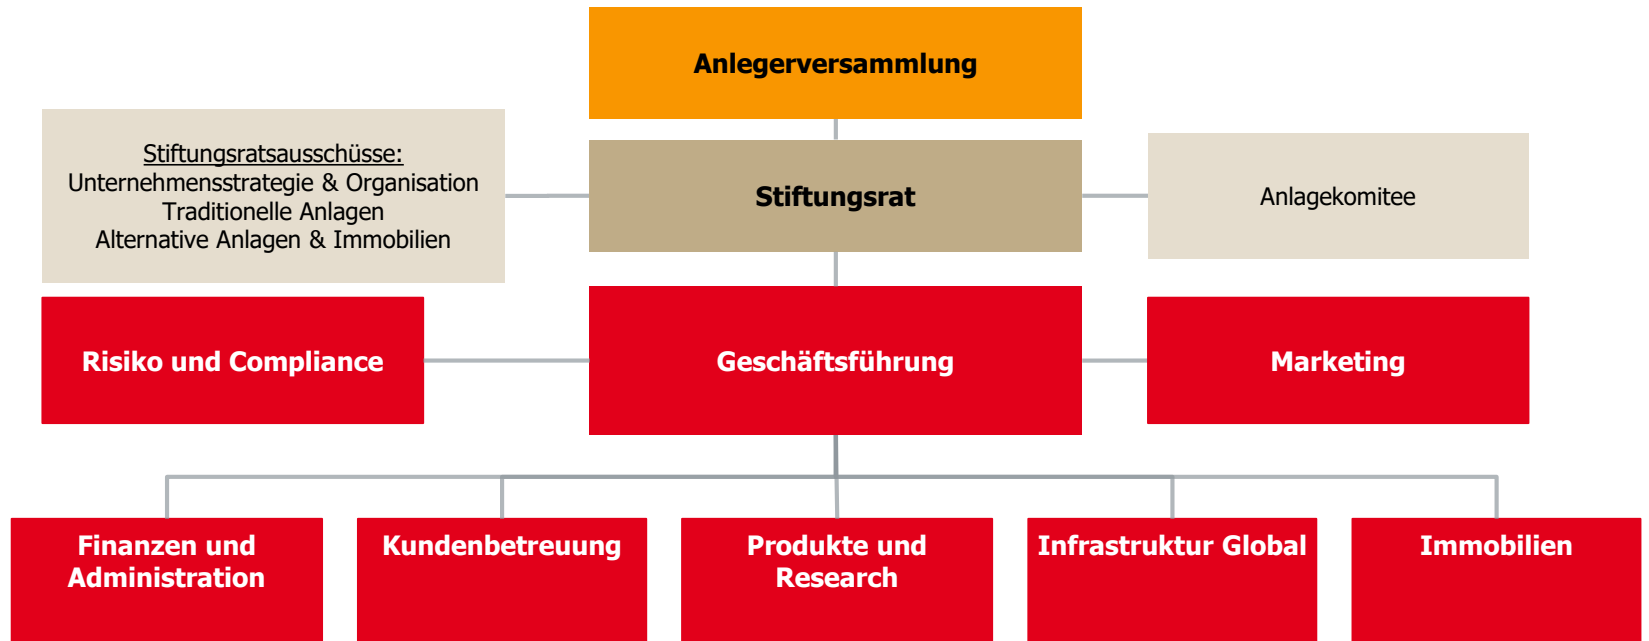 Anlegerversammlung
Stiftungsratsausschüsse:
Unternehmensstrategie & Organisation
Traditionelle Anlagen
Alternative Anlagen & Immobilien
Stiftungsrat
Anlagekomitee
Risiko und Compliance
Geschäftsführung
Marketing
Finanzen und
Administration
Kundenbetreuung
Produkte und
Research
Infrastruktur Global
Immobilien